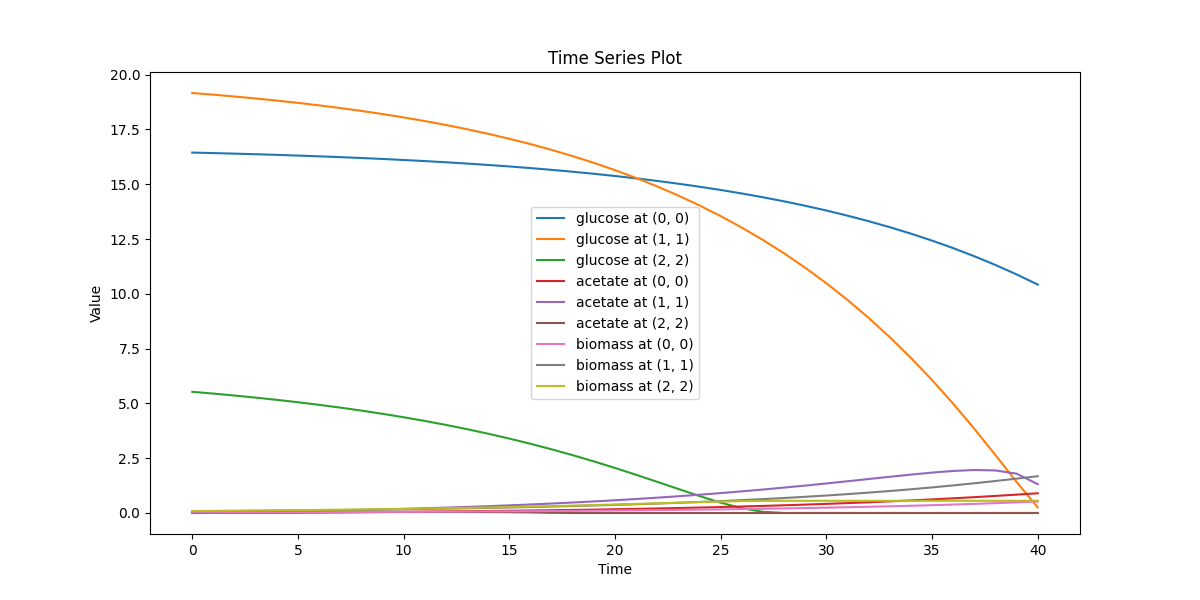 Time Series Plot
20.0
17.5
15.0
12.5
10.0
7.5
5.0
2.5
0.0
Value
glucose at (0, 0)
glucose at (1, 1)
glucose at (2, 2)
acetate at (0, 0)
acetate at (1, 1)
acetate at (2, 2)
biomass at (0, 0)
biomass at (1, 1)
biomass at (2, 2)
0 5 10 15 20 25 30 35 40
Time